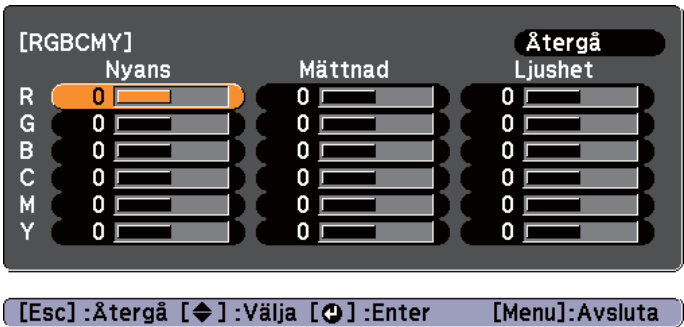 [RGBCMY] Återgå
Nyans Mättnad Ljushet
R 0 0 0
G 0 0 0
B 0 0 0
C 0 0 0
M 0 0 0
Y 0 0 0
[Esc] :Återgå [◆] :Välja [⏎] :Enter [Menu]:Avsluta